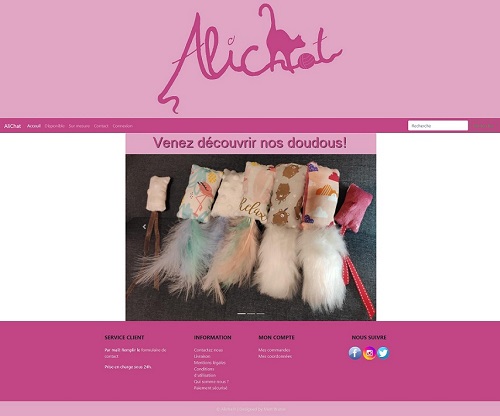 AliChat
AliChat Accueil Disponible Sur mesure Contact Connexion Recherche
Venez découvrir nos doudous!
Relax
SERVICE CLIENT
Par mail: Remplir le formulaire de
contact
Prise en charge sous 24h.
INFORMATION
Contactez nous
Livraison
Mentions légales
Conditions
d'utilisation
Qui sommes nous ?
Paiement sécurisé
MON COMPTE
Mes commandes
Mes coordonnées
NOUS SUIVRE